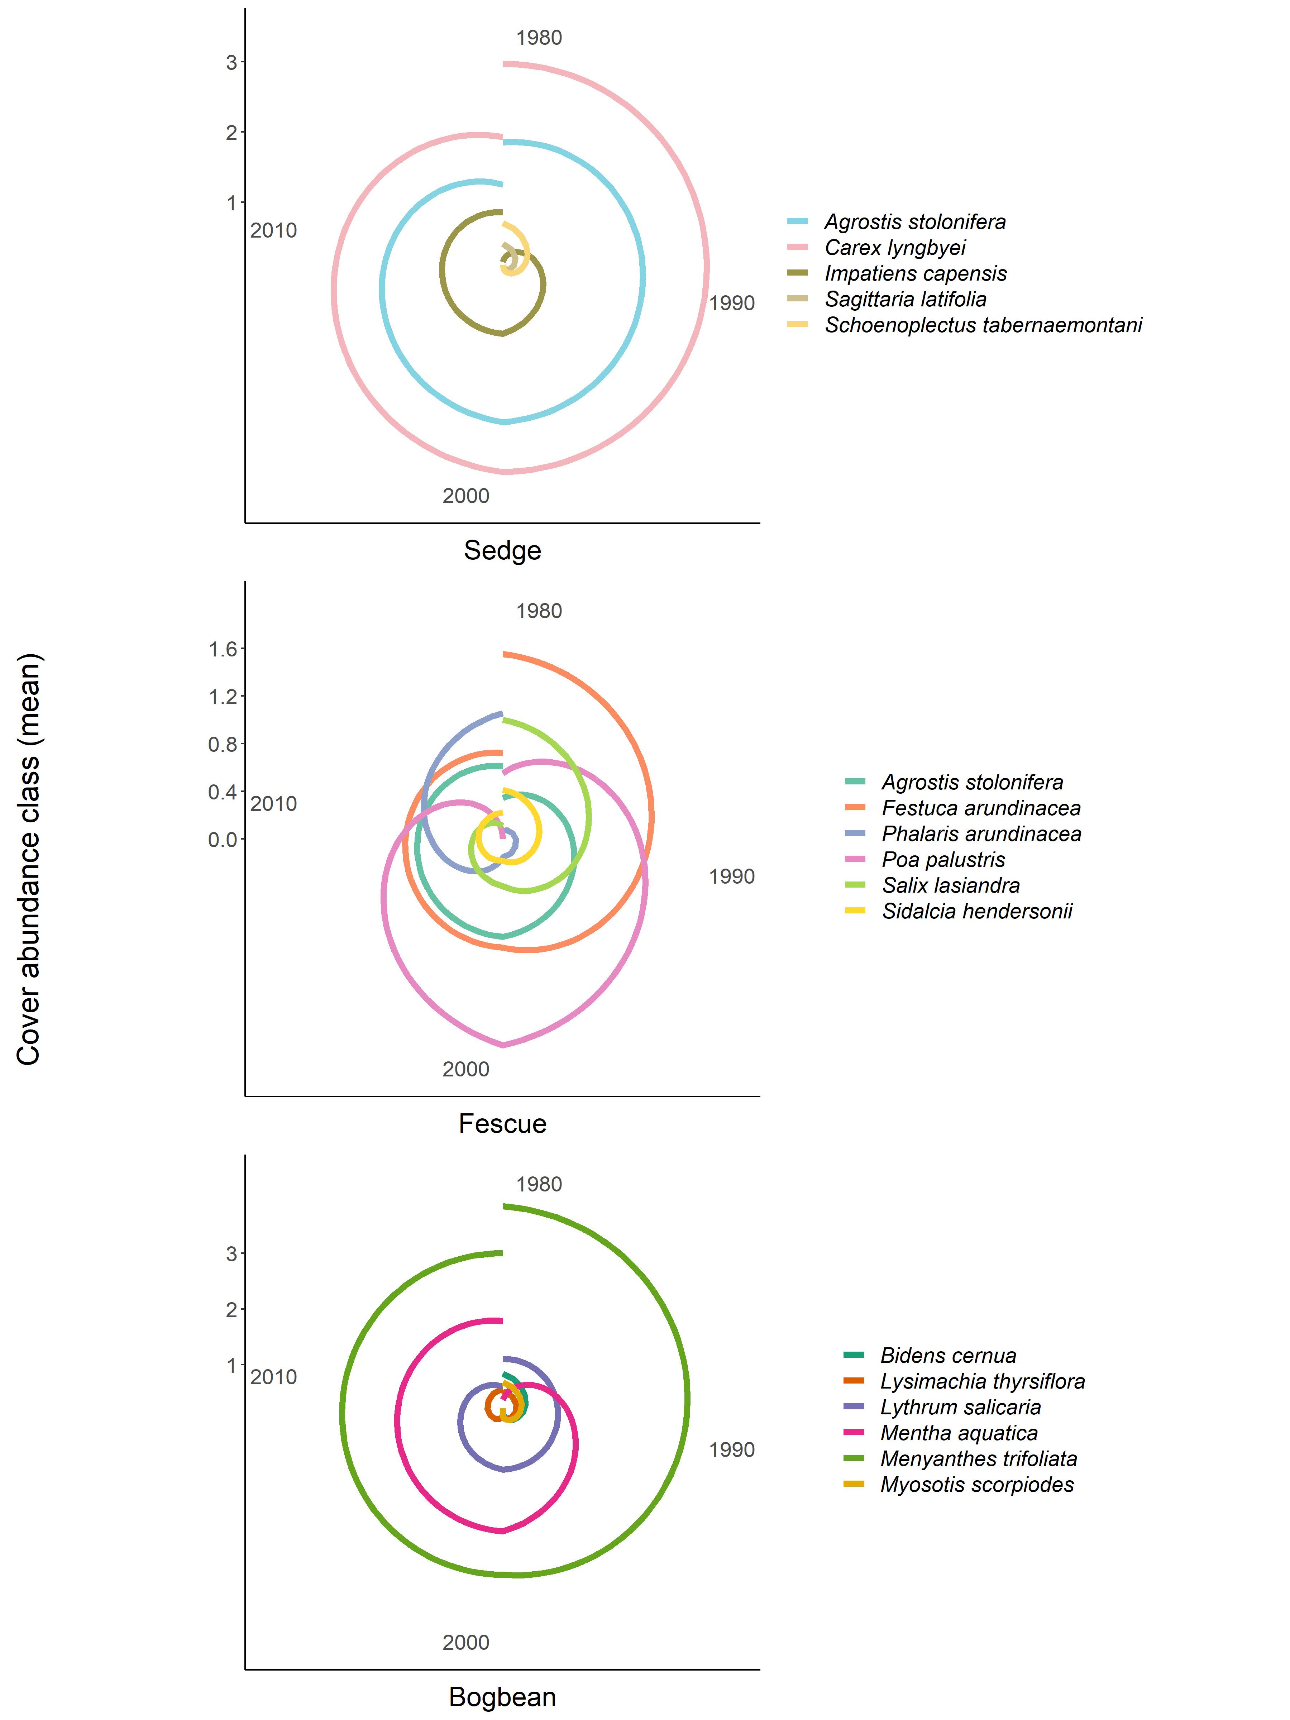 1980
3
2
1
2010
1990
2000
Sedge
Agrostis stolonifera
Carex lyngbyei
Impatiens capensis
Sagittaria latifolia
Schoenoplectus tabernaemontani
Cover abundance class (mean)
1980
1.6
1.2
0.8
0.4
0.0
2010
1990
2000
Fescue
Agrostis stolonifera
Festuca arundinacea
Phalaris arundinacea
Poa palustris
Salix lasiandra
Sidalcia hendersonii
1980
3
2
1
2010
1990
2000
Bogbean
Bidens cernua
Lysimachia thyrsiflora
Lythrum salicaria
Mentha aquatica
Menyanthes trifoliata
Myosotis scorpiodes